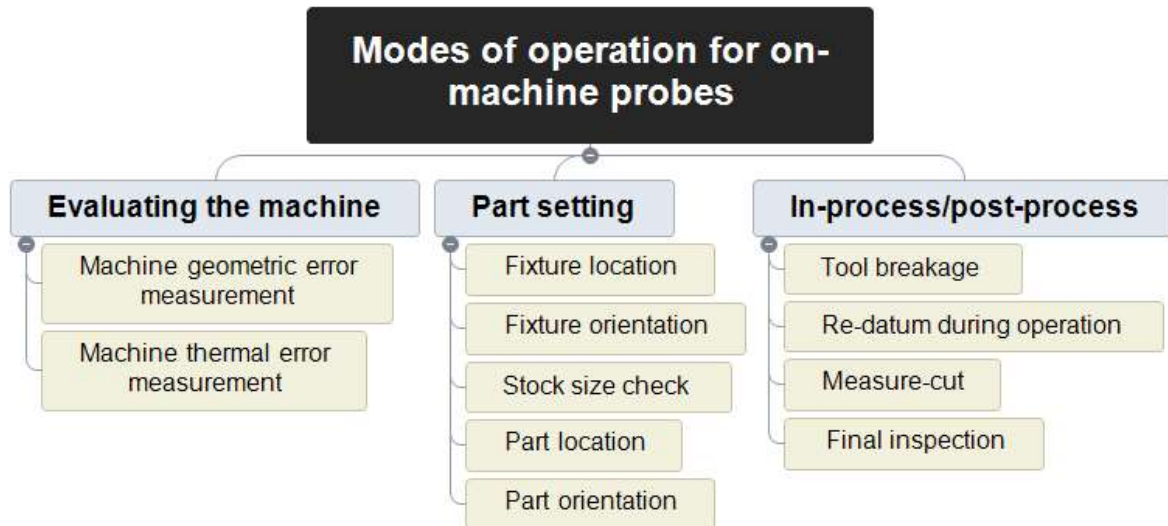 Modes of operation for on-
machine probes
Evaluating the machine
Machine geometric error
measurement
Machine thermal error
measurement
Part setting
Fixture location
Fixture orientation
Stock size check
Part location
Part orientation
In-process/post-process
Tool breakage
Re-datum during operation
Measure-cut
Final inspection